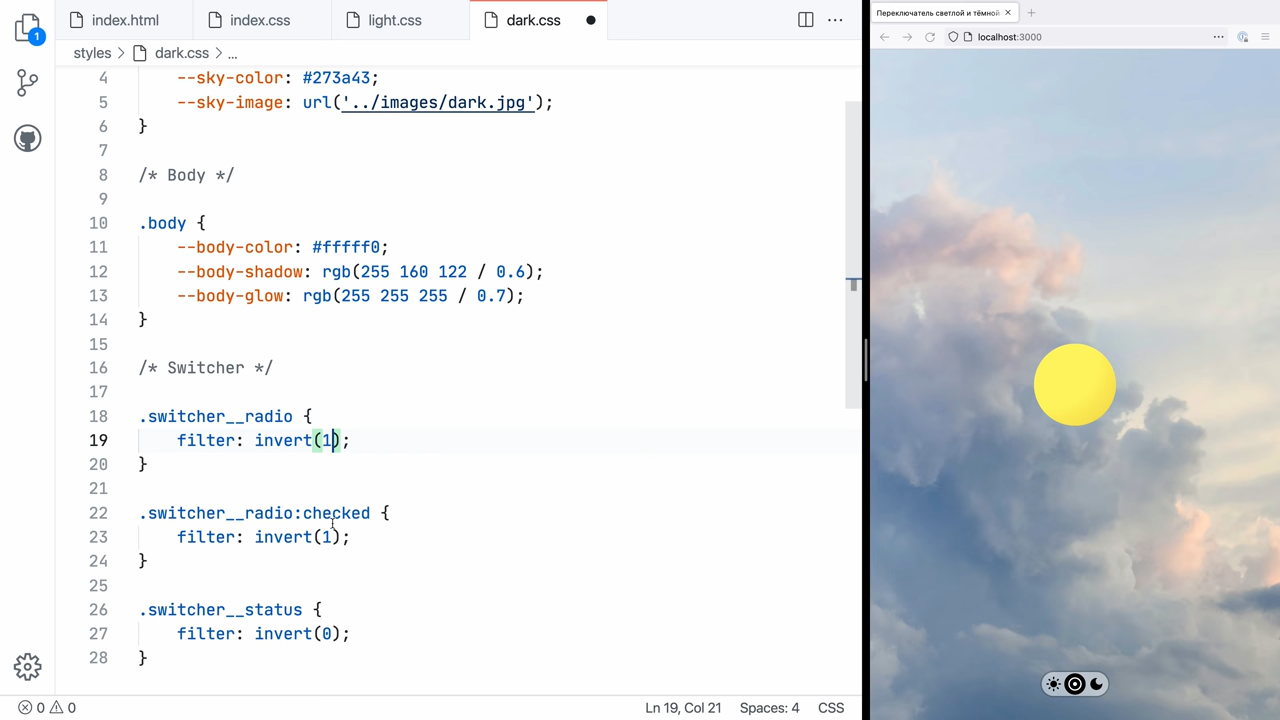 index.html
index.css
light.css
dark.css
Переключатель светлой и тёмной
localhost:3000
styles
dark.css
...
1
4 --sky-color: #273a43;
5 --sky-image: url('../images/dark.jpg');
6 }
7
8 /* Body */
9
10 .body {
11 --body-color: #fffff0;
12 --body-shadow: rgb(255 160 122 / 0.6);
13 --body-glow: rgb(255 255 255 / 0.7);
14 }
15
16 /* Switcher */
17
18 .switcher__radio {
19 filter: invert(1);
20 }
21
22 .switcher__radio:checked {
23 filter: invert(1);
24 }
25
26 .switcher__status {
27 filter: invert(0);
28 }
0 0
Ln 19, Col 21
Spaces: 4
CSS